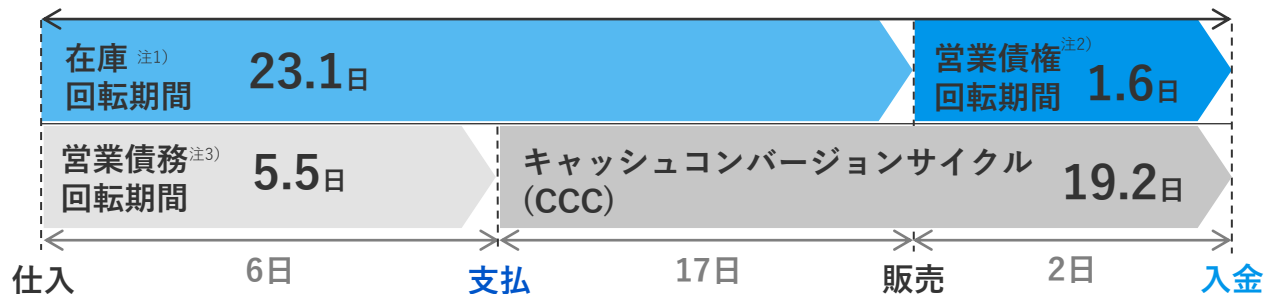 在庫 注1)
回転期間
23.1日
営業債権注2)
回転期間
1.6日
営業債務注3)
回転期間
5.5日
キャッシュコンバージョンサイクル
(CCC)
19.2日
6日
17日
2日
仕入
支払
販売
入金